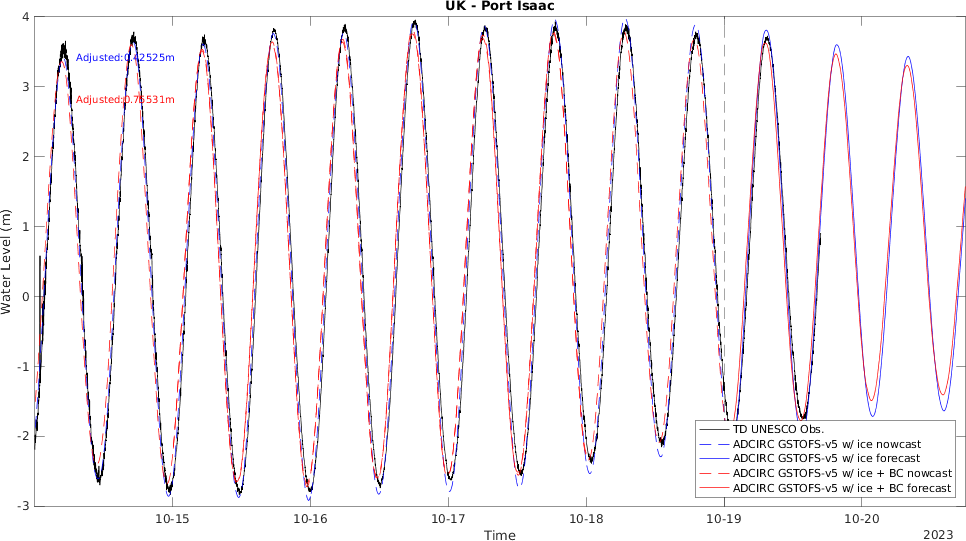 UK - Port Isaac
Water Level (m)
4
3
2
1
0
-1
-2
-3
Adjusted:0.42525m
Adjusted:0.76531m
10-15
10-16
10-17
10-18
10-19
10-20
Time
2023
TD UNESCO Obs.
ADCIRC GSTOFS-v5 w/ ice nowcast
ADCIRC GSTOFS-v5 w/ ice forecast
ADCIRC GSTOFS-v5 w/ ice + BC nowcast
ADCIRC GSTOFS-v5 w/ ice + BC forecast